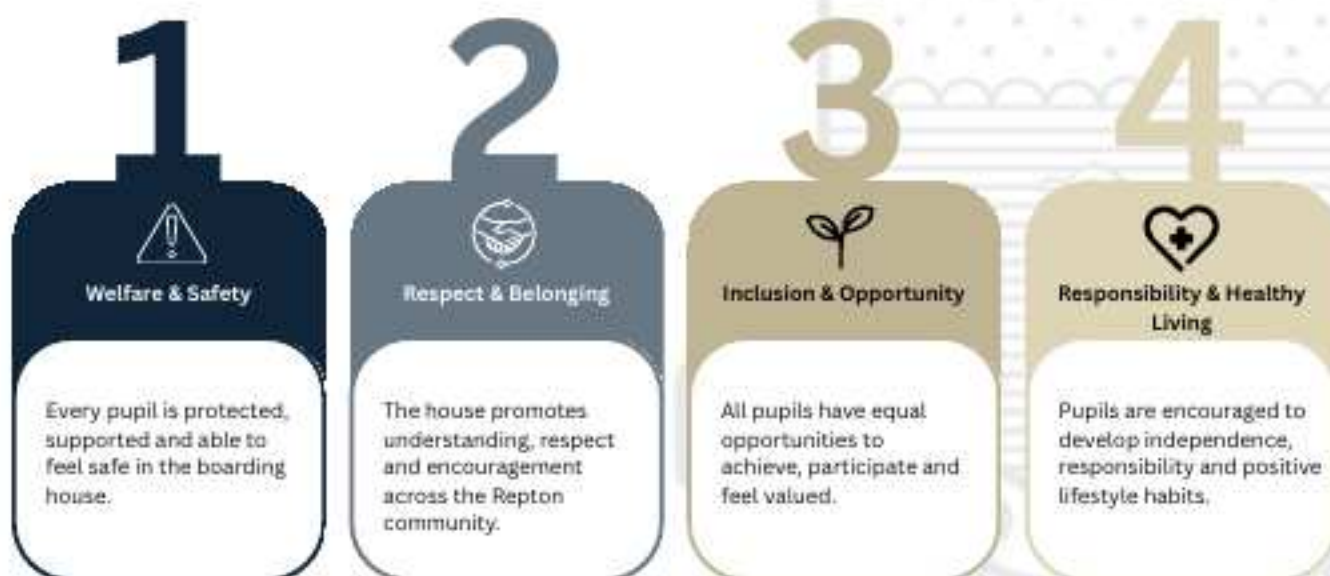 1
Welfare & Safety
Every pupil is protected,
supported and able to
feel safe in the boarding
house.
2
Respect & Belonging
The house promotes
understanding, respect
and encouragement
across the Repton
community.
3
Inclusion & Opportunity
All pupils have equal
opportunities to
achieve, participate and
feel valued.
4
Responsibility & Healthy
Living
Pupils are encouraged to
develop independence,
responsibility and positive
lifestyle habits.